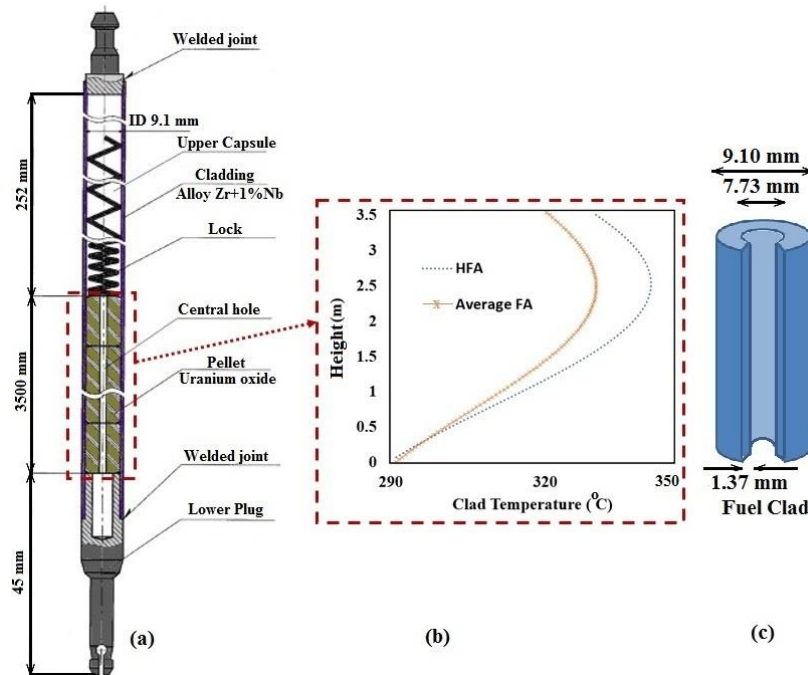 Welded joint
ID 9.1 mm
Upper Capsule
Cladding
Alloy Zr+1%Nb
Lock
252 mm
Central hole
Pellet
Uranium oxide
3500 mm
Welded joint
Lower Plug
45 mm
(a)
3.5
3
2.5
2
1.5
1
0.5
0
Height(m)
HFA
Average FA
290
320
350
Clad Temperature (°C)
(b)
9.10 mm
7.73 mm
1.37 mm
Fuel Clad
(c)